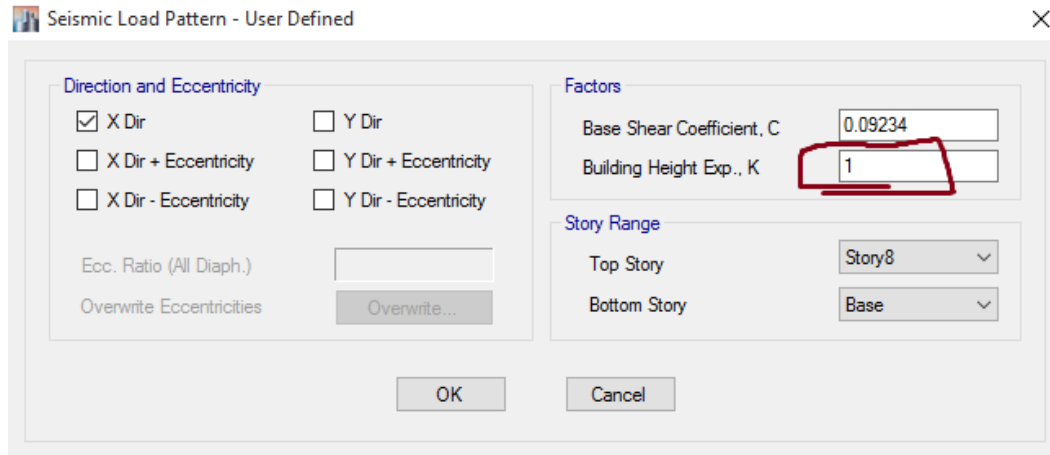 Seismic Load Pattern - User Defined
Direction and Eccentricity
X Dir
Y Dir
X Dir + Eccentricity
Y Dir + Eccentricity
X Dir - Eccentricity
Y Dir - Eccentricity
Ecc. Ratio (All Diaph.)
Overwrite Eccentricities
Overwrite...
Factors
Base Shear Coefficient, C
0.09234
Building Height Exp., K
1
Story Range
Top Story
Story8
Bottom Story
Base
OK
Cancel